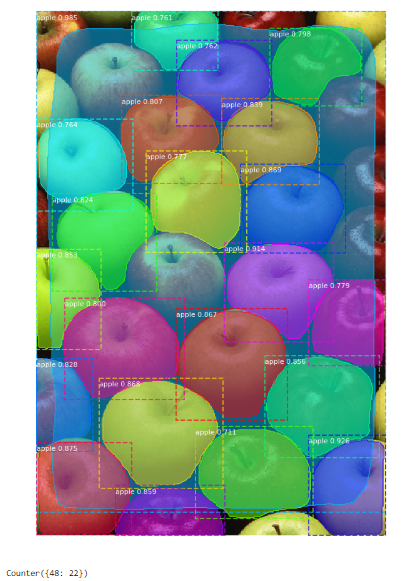 apple 0.985
apple 0.761
apple 0.798
apple 0.762
apple 0.807
apple 0.839
apple 0.764
apple 0.777
apple 0.869
apple 0.824
apple 0.914
apple 0.853
apple 0.779
apple 0.800
apple 0.867
apple 0.856
apple 0.828
apple 0.868
apple 0.711
apple 0.926
apple 0.875
apple 0.859
Counter({48: 22})